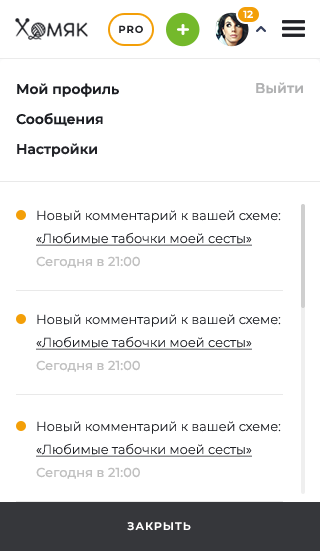 Хомяк
PRO
12
Мой профиль
Выйти
Сообщения
Настройки
Новый комментарий к вашей схеме:
«Любимые табочки моей сесты»
Сегодня в 21:00
Новый комментарий к вашей схеме:
«Любимые табочки моей сесты»
Сегодня в 21:00
Новый комментарий к вашей схеме:
«Любимые табочки моей сесты»
Сегодня в 21:00
ЗАКРЫТЬ